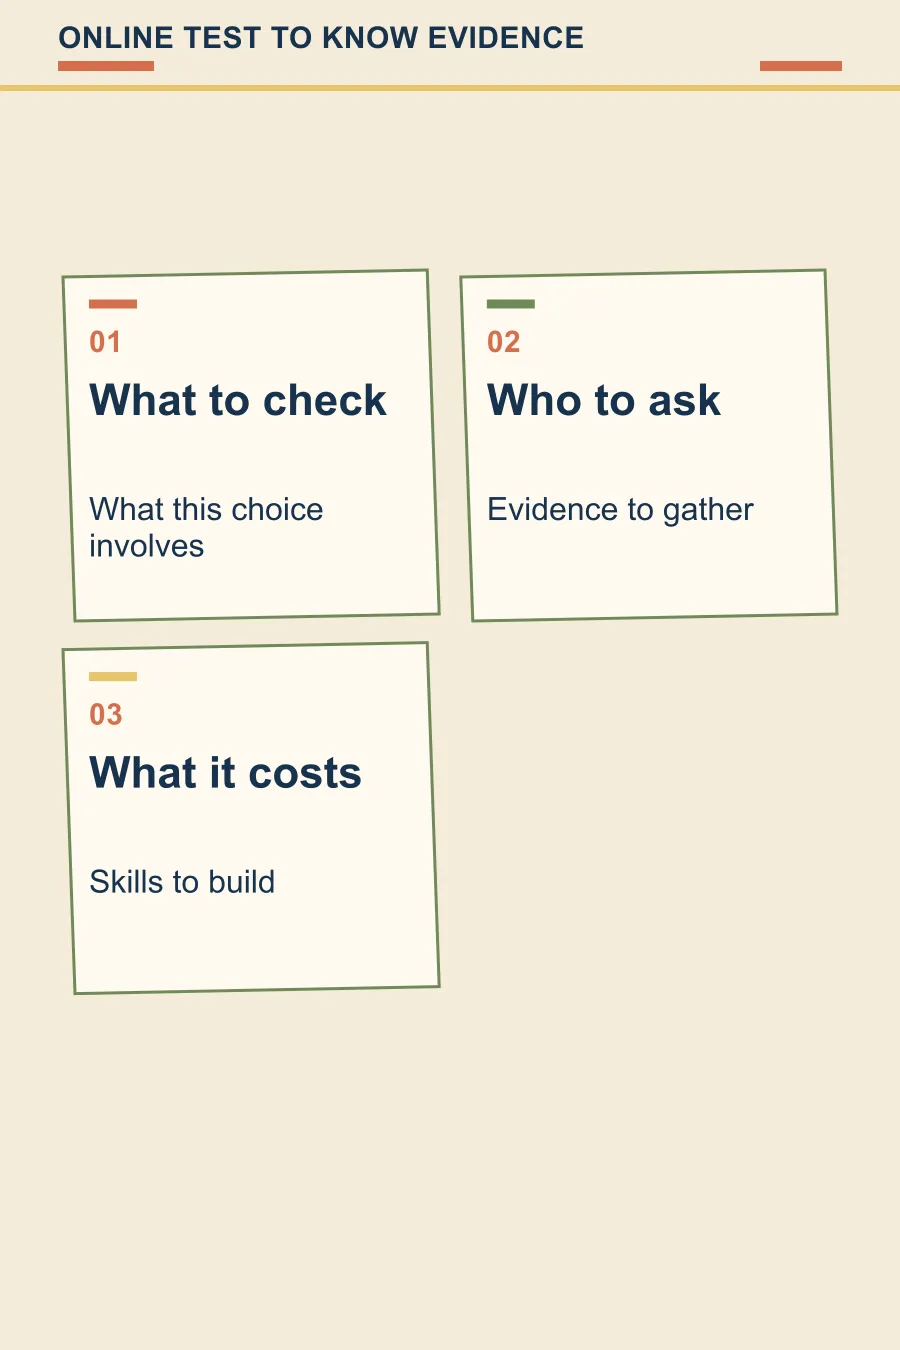 ONLINE TEST TO KNOW EVIDENCE
01
What to check
What this choice
involves
02
Who to ask
Evidence to gather
03
What it costs
Skills to build